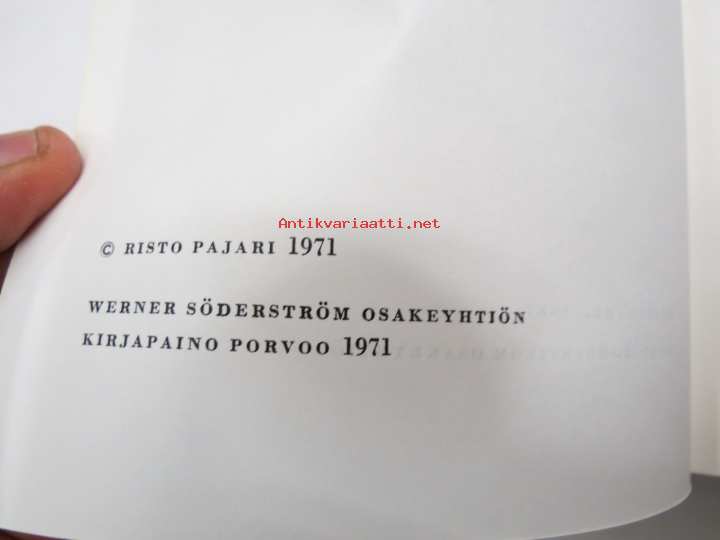 Antikvariaatti.net
© RISTO PAJARI 1971
WERNER SÖDERSTRÖM OSAKEYHTIÖN
KIRJAPAINO PORVOO 1971